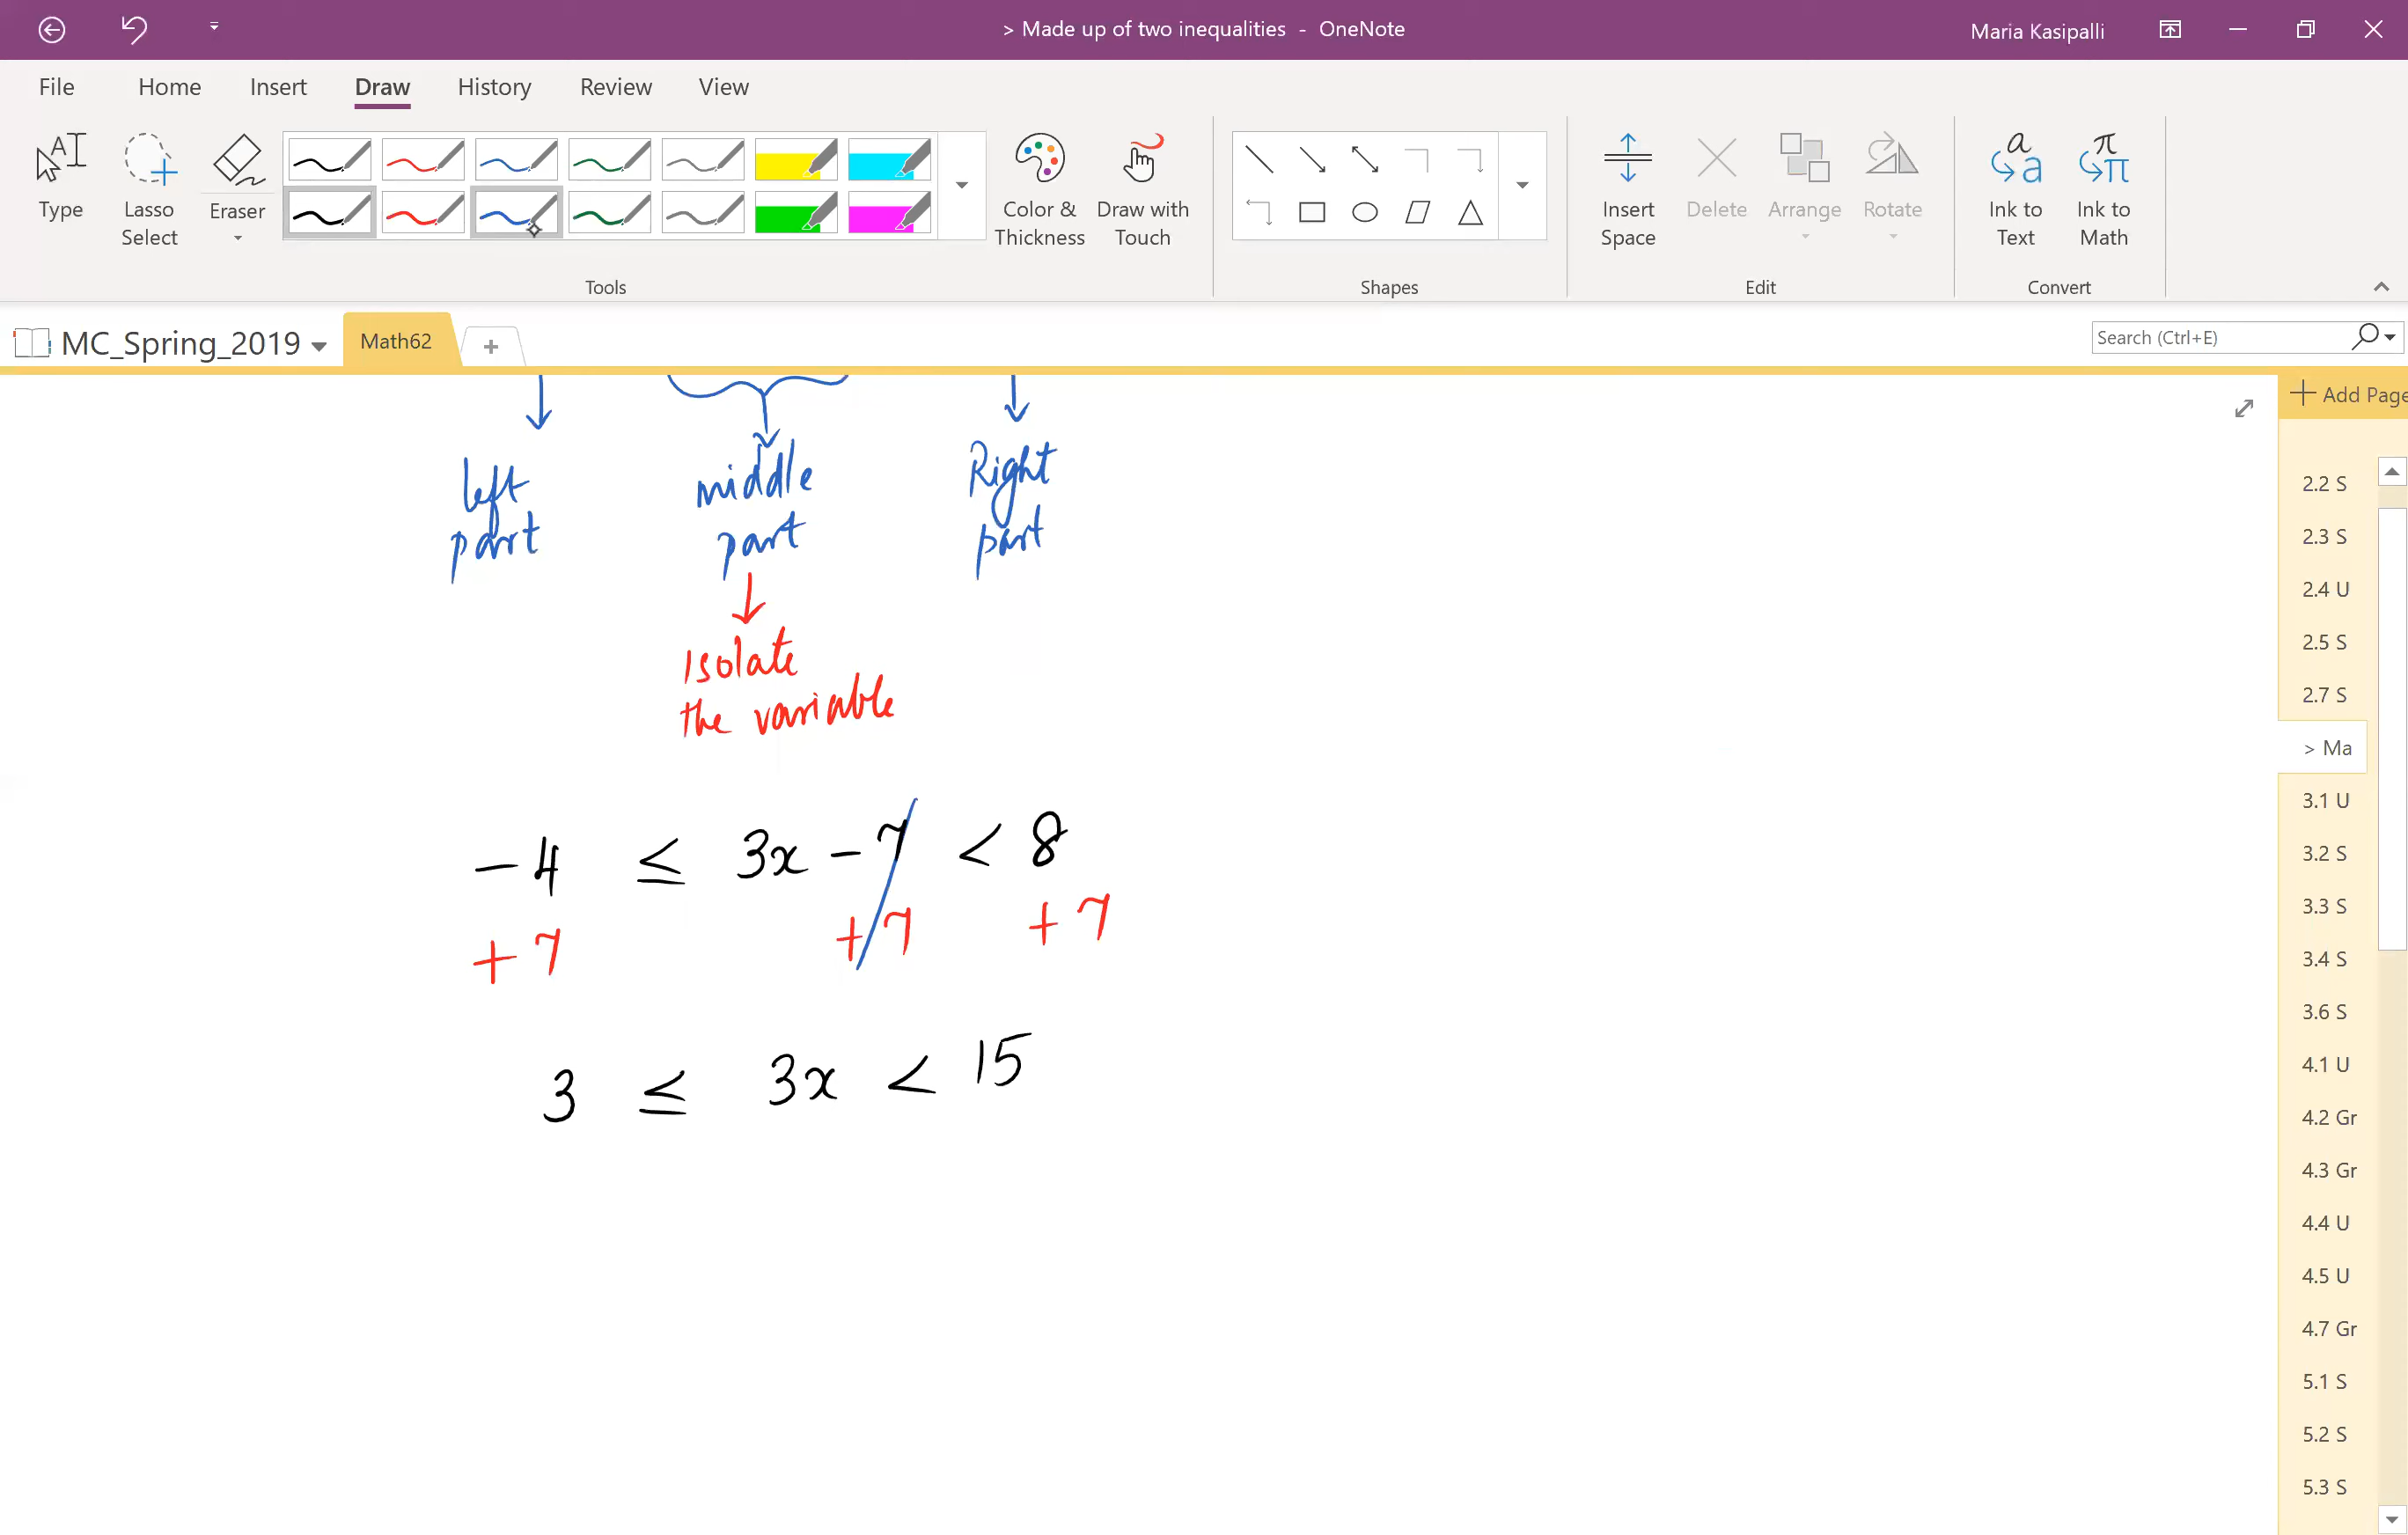 > Made up of two inequalities - OneNote
Maria Kasipalli
File Home Insert Draw History Review View
Type
Lasso Select
Eraser
Color & Thickness
Draw with Touch
Insert Space
Delete
Arrange
Rotate
Ink to Text
Ink to Math
Tools Shapes Edit Convert
MC_Spring_2019
Math62
Search (Ctrl+E)
Add Page
left part
middle part
Right part
Isolate
the variable
-4 ≤ 3x - 7 < 8
+7 +7 +7
3 ≤ 3x < 15
2.2 S
2.3 S
2.4 U
2.5 S
2.7 S
> Ma
3.1 U
3.2 S
3.3 S
3.4 S
3.6 S
4.1 U
4.2 Gr
4.3 Gr
4.4 U
4.5 U
4.7 Gr
5.1 S
5.2 S
5.3 S